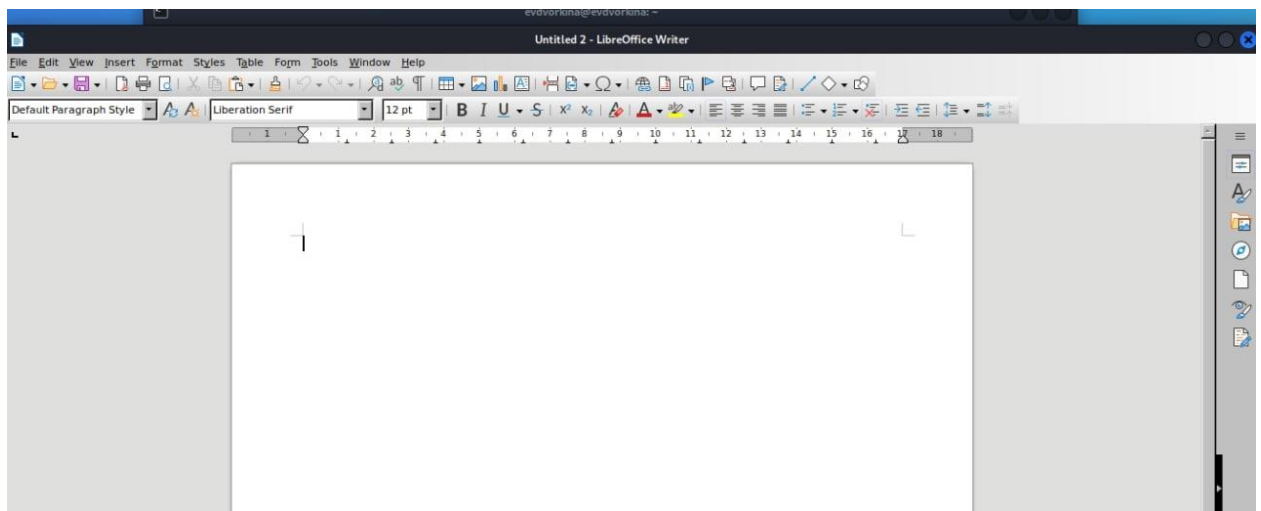 evdvorkina@evdvorkina: ~
Untitled 2 - LibreOffice Writer
File Edit View Insert Format Styles Table Form Tools Window Help
Default Paragraph Style Liberation Serif 12 pt B I U S X² X₂ A
1 1 2 3 4 5 6 7 8 9 10 11 12 13 14 15 16 17 18